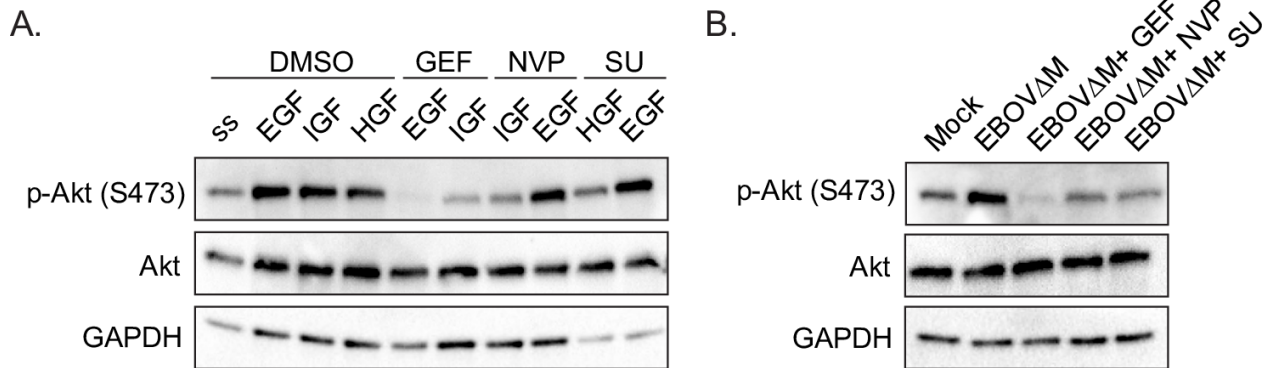 A.
DMSO GEF NVP SU
ss EGF IGF HGF EGF IGF IGF EGF HGF EGF
p-Akt (S473)
Akt
GAPDH
B.
Mock EBOVΔM EBOVΔM+ GEF EBOVΔM+ NVP EBOVΔM+ SU
p-Akt (S473)
Akt
GAPDH